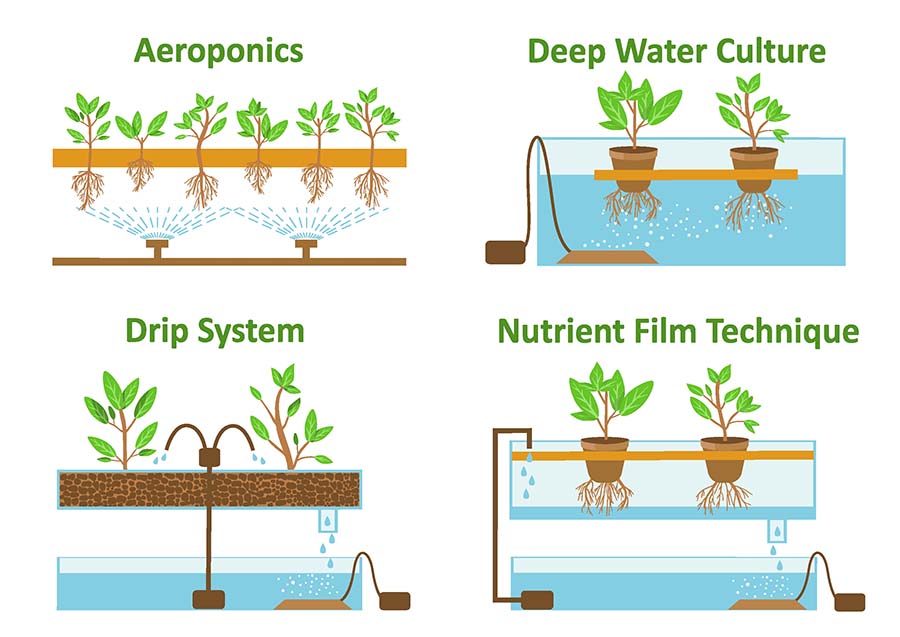 Aeroponics
Deep Water Culture
Drip System
Nutrient Film Technique